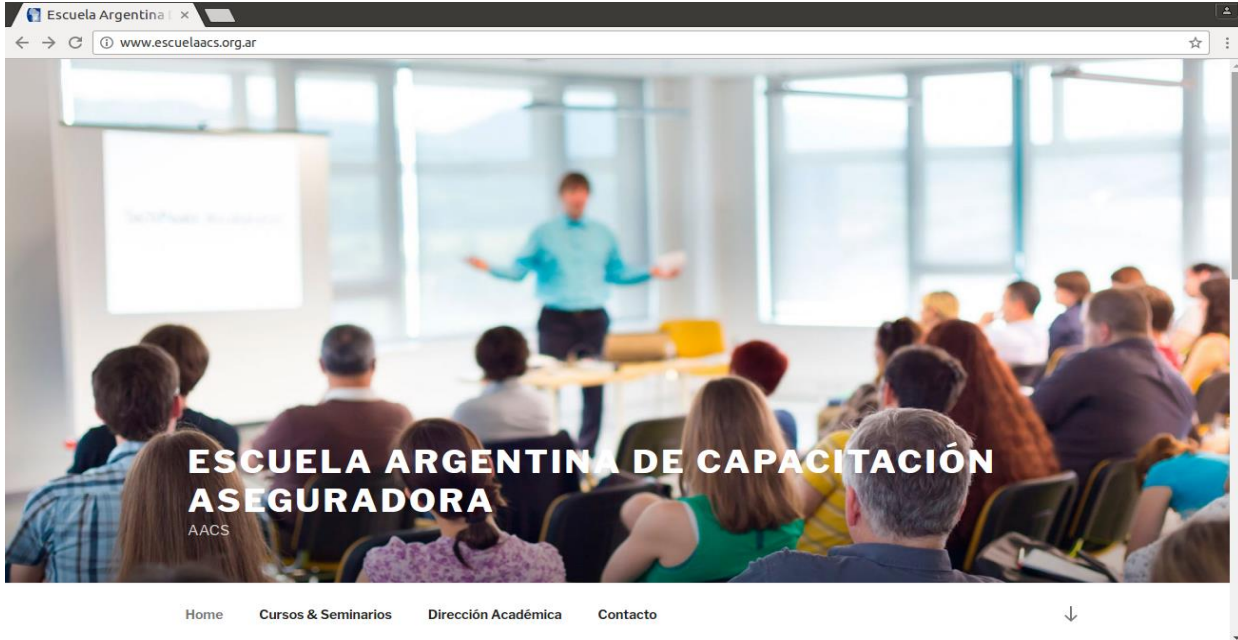 Escuela Argentina
www.escuelaacs.org.ar
ESCUELA ARGENTINA DE CAPACITACIÓN
ASEGURADORA
AACS
Home Cursos & Seminarios Dirección Académica Contacto